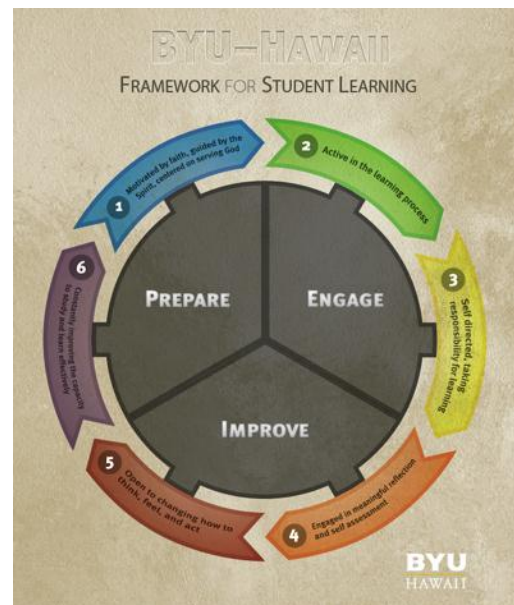 BYU–HAWAII
FRAMEWORK FOR STUDENT LEARNING
1
Motivated by faith, guided by the
Spirit, centered on serving God
2
Active in the learning process
3
Self directed, taking
responsibility for learning
4
Engaged in meaningful reflection
and self assessment
5
Open to changing how to
think, feel, and act
6
Constantly improving the capacity
to study and learn effectively
PREPARE
ENGAGE
IMPROVE
BYU
HAWAII